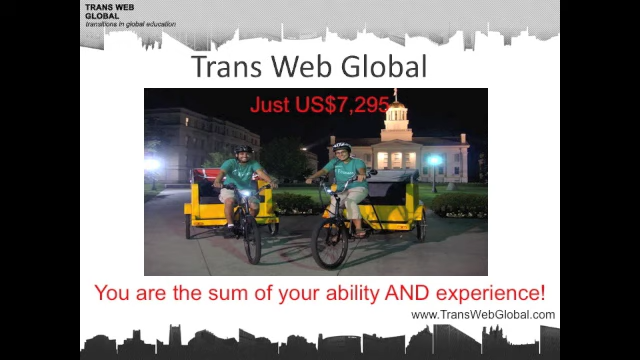 TRANS WEB
GLOBAL
transitions in global education
Trans Web Global
Just US$7,295
You are the sum of your ability AND experience!
www.TransWebGlobal.com